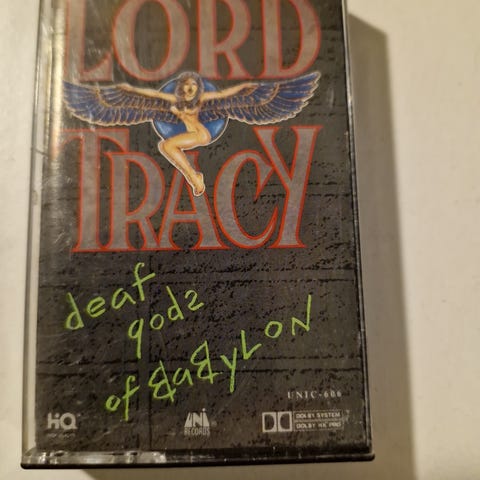 LORD
TRACY
deaf
gods
of BaBYLON
UNIC-606
HQ
UNI
RECORDS
DOLBY SYSTEM
DOLBY HX PRO